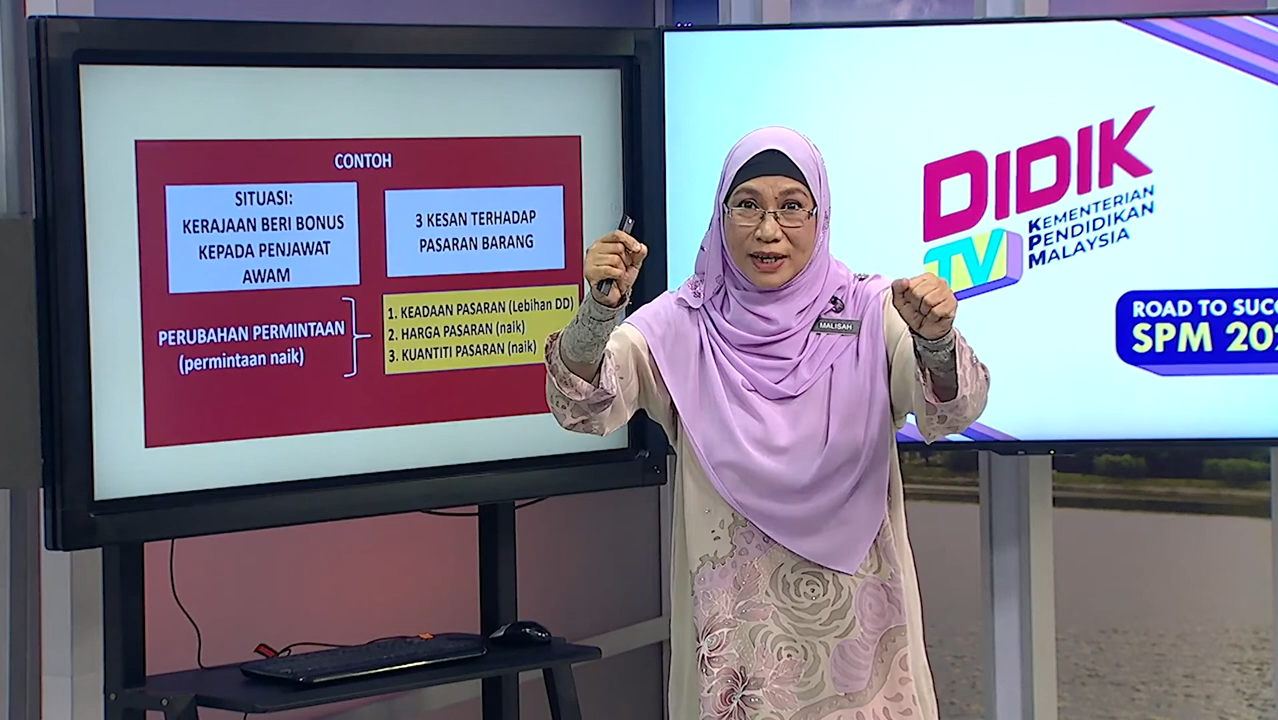 CONTOH
SITUASI:
KERAJAAN BERI BONUS
KEPADA PENJAWAT
AWAM
3 KESAN TERHADAP
PASARAN BARANG
PERUBAHAN PERMINTAAN
(permintaan naik)
1. KEADAAN PASARAN (Lebihan DD)
2. HARGA PASARAN (naik)
3. KUANTITI PASARAN (naik)
MALISAH
DIDIK
TV
KEMENTERIAN
PENDIDIKAN
MALAYSIA
ROAD TO
SPM